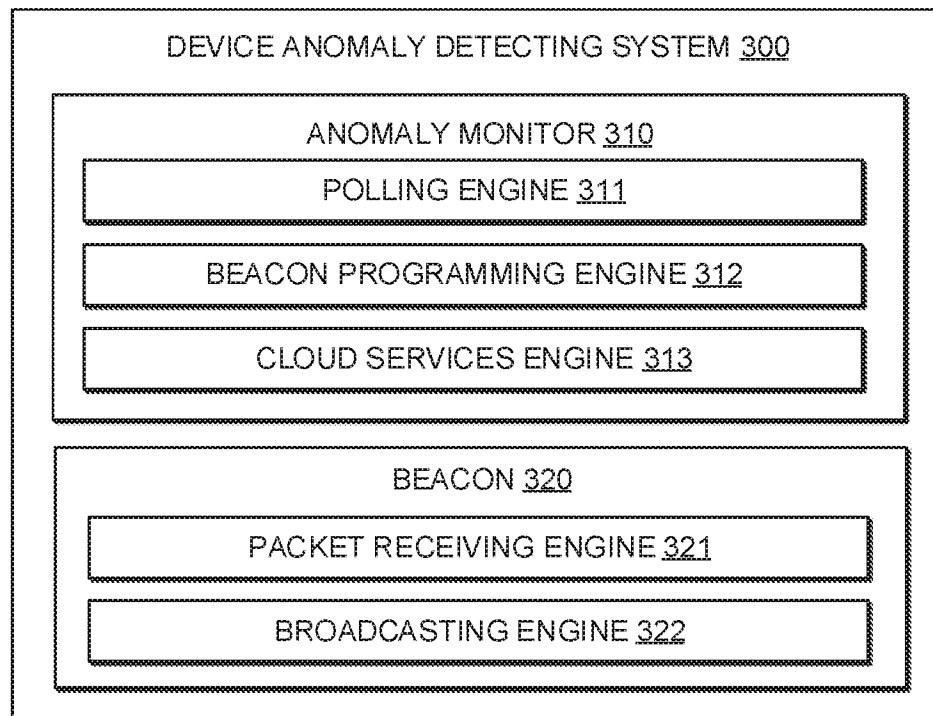 DEVICE ANOMALY DETECTING SYSTEM 300
ANOMALY MONITOR 310
POLLING ENGINE 311
BEACON PROGRAMMING ENGINE 312
CLOUD SERVICES ENGINE 313
BEACON 320
PACKET RECEIVING ENGINE 321
BROADCASTING ENGINE 322